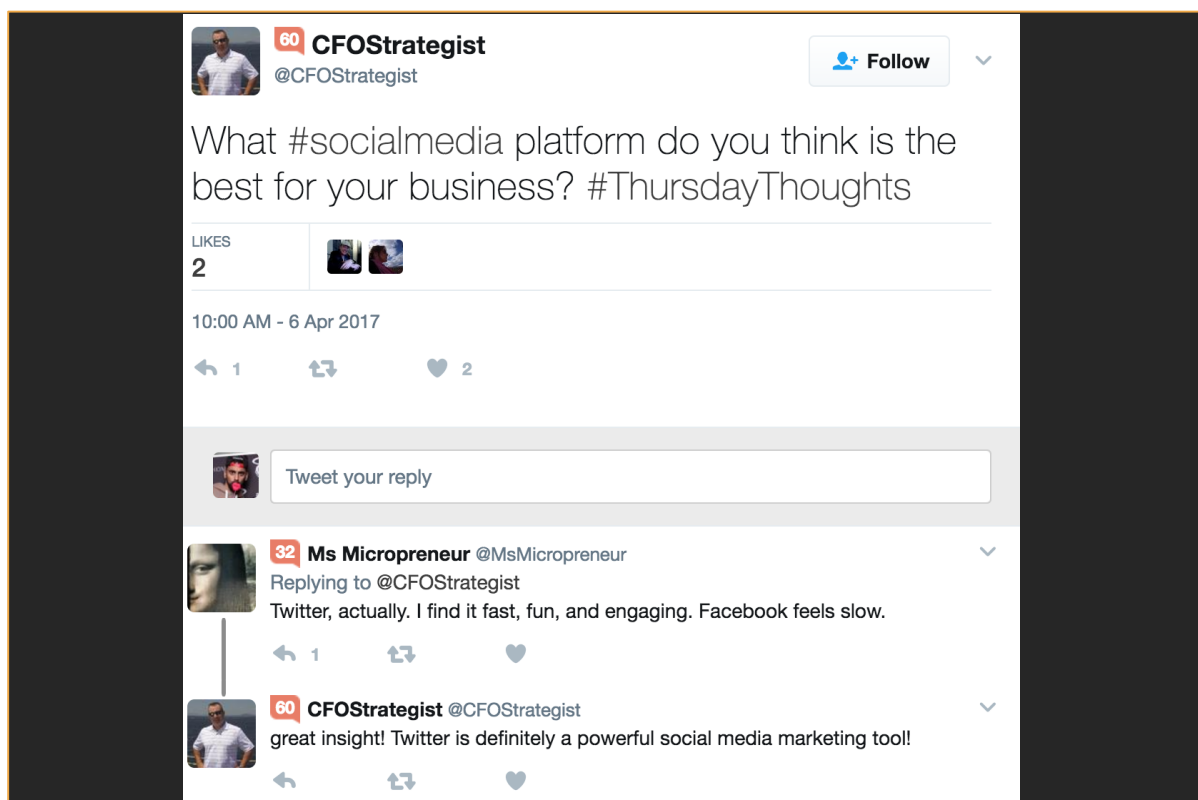 60 CFOStrategist
@CFOStrategist
Follow
What #socialmedia platform do you think is the
best for your business? #ThursdayThoughts
LIKES
2
10:00 AM - 6 Apr 2017
1 2
Tweet your reply
32 Ms Micropreneur @MsMicropreneur
Replying to @CFOStrategist
Twitter, actually. I find it fast, fun, and engaging. Facebook feels slow.
1
60 CFOStrategist @CFOStrategist
great insight! Twitter is definitely a powerful social media marketing tool!